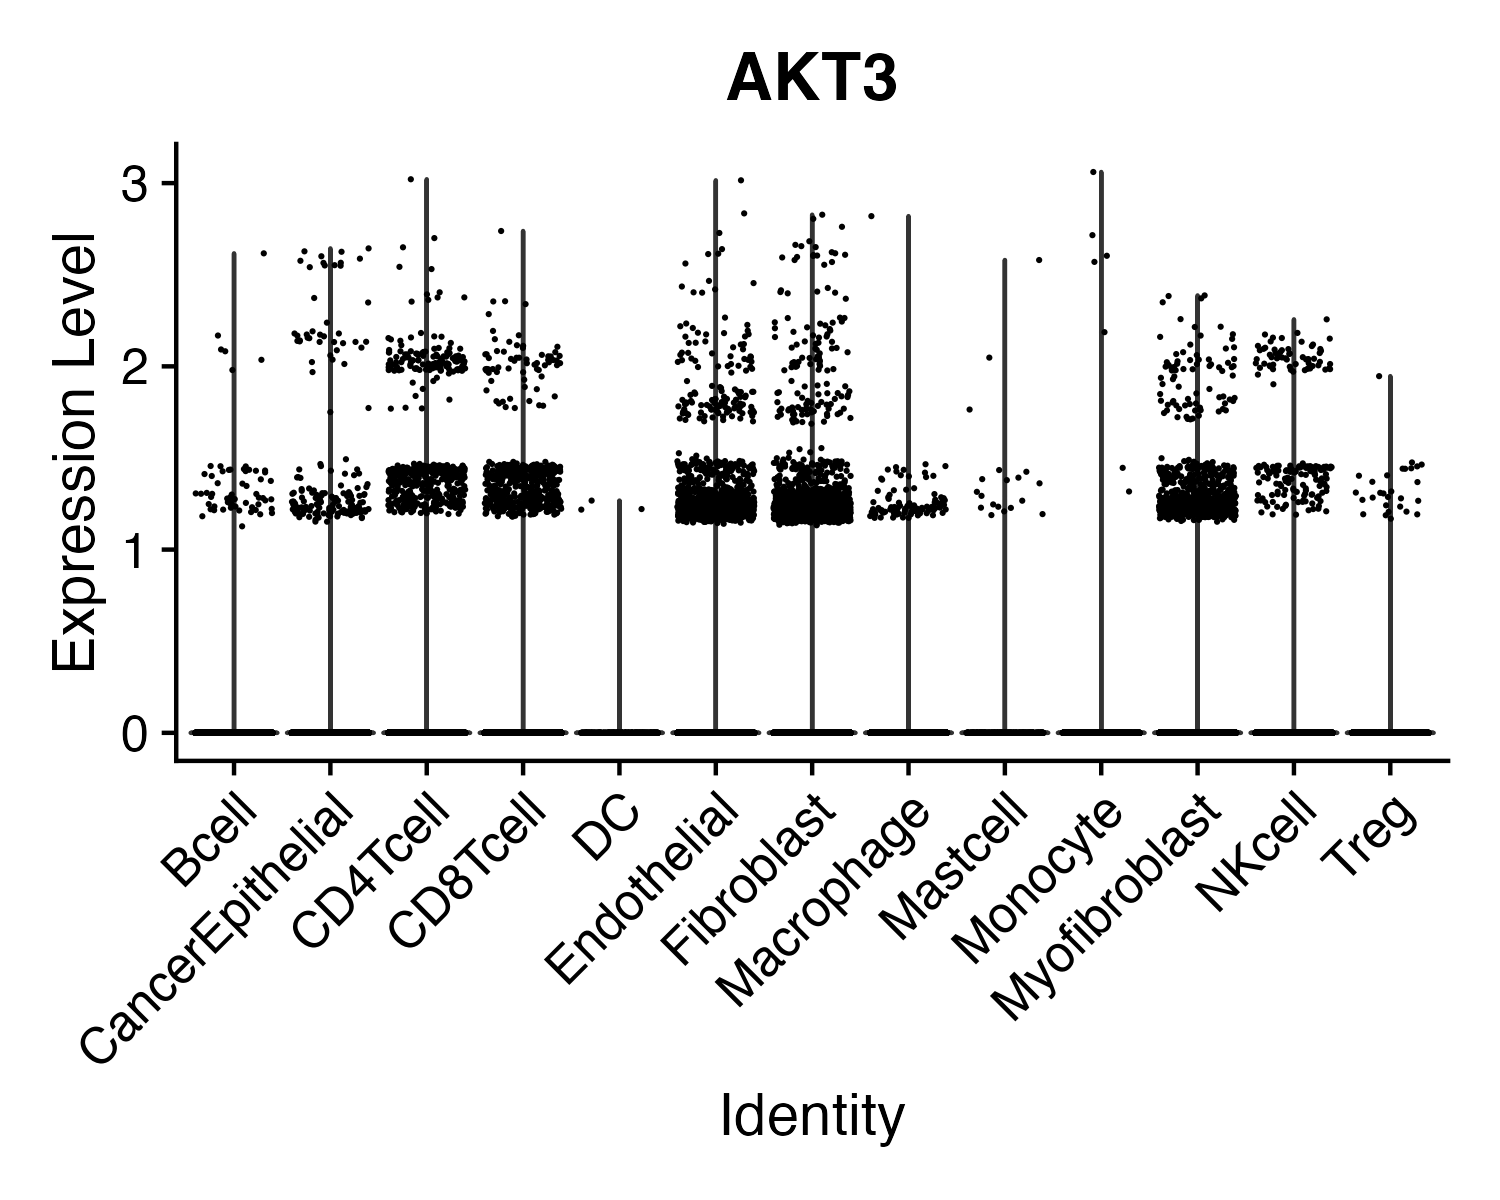 AKT3
Expression Level
3
2
1
0
Bcell
CancerEpithelial
CD4Tcell
CD8Tcell
DC
Endothelial
Fibroblast
Macrophage
Mastcell
Monocyte
Myofibroblast
NKcell
Treg
Identity